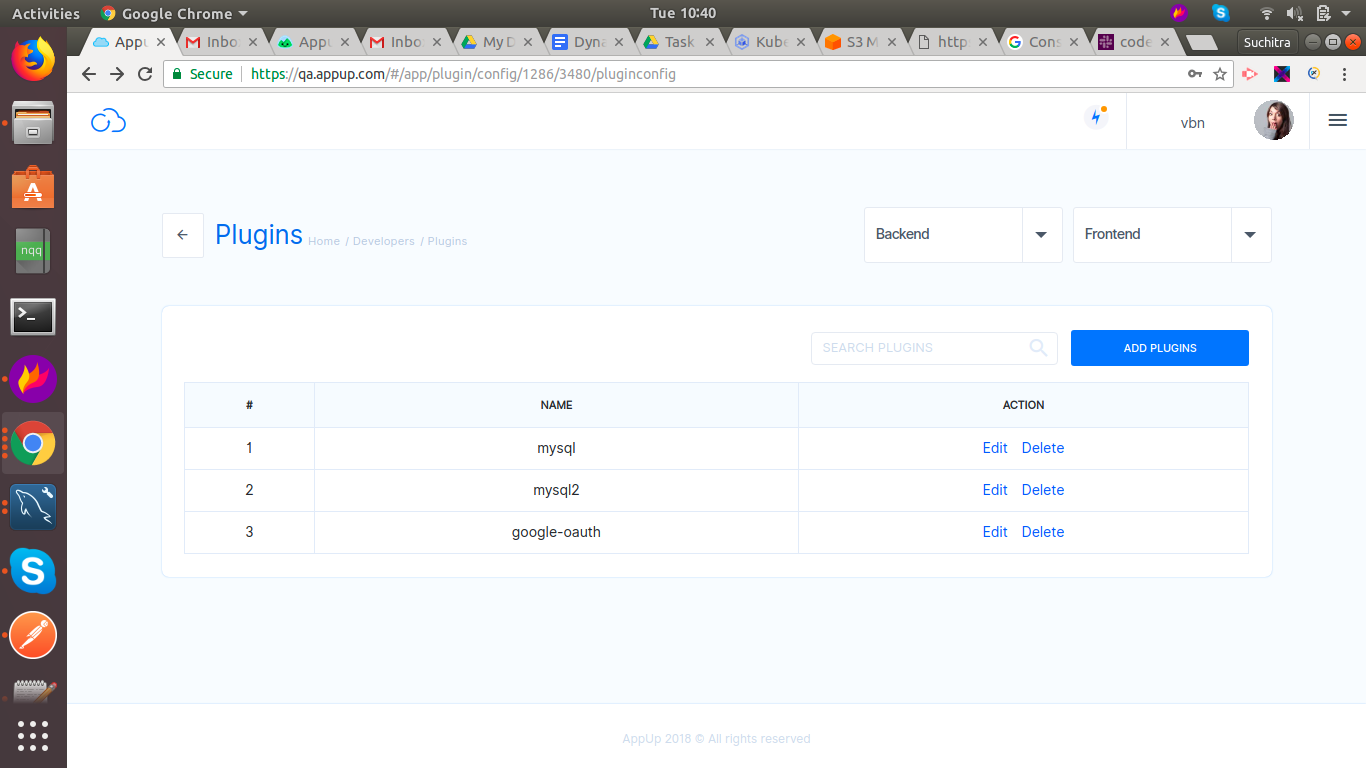 Activities Google Chrome Tue 10:40
Appu Inbo Appu Inbo My D Dyna Task Kube S3 M http Cons code Suchitra
Secure https://qa.appup.com/#/app/plugin/config/1286/3480/pluginconfig
vbn
Plugins Home / Developers / Plugins
Backend Frontend
SEARCH PLUGINS ADD PLUGINS
# NAME ACTION
1 mysql Edit Delete
2 mysql2 Edit Delete
3 google-oauth Edit Delete
nqq
AppUp 2018 © All rights reserved